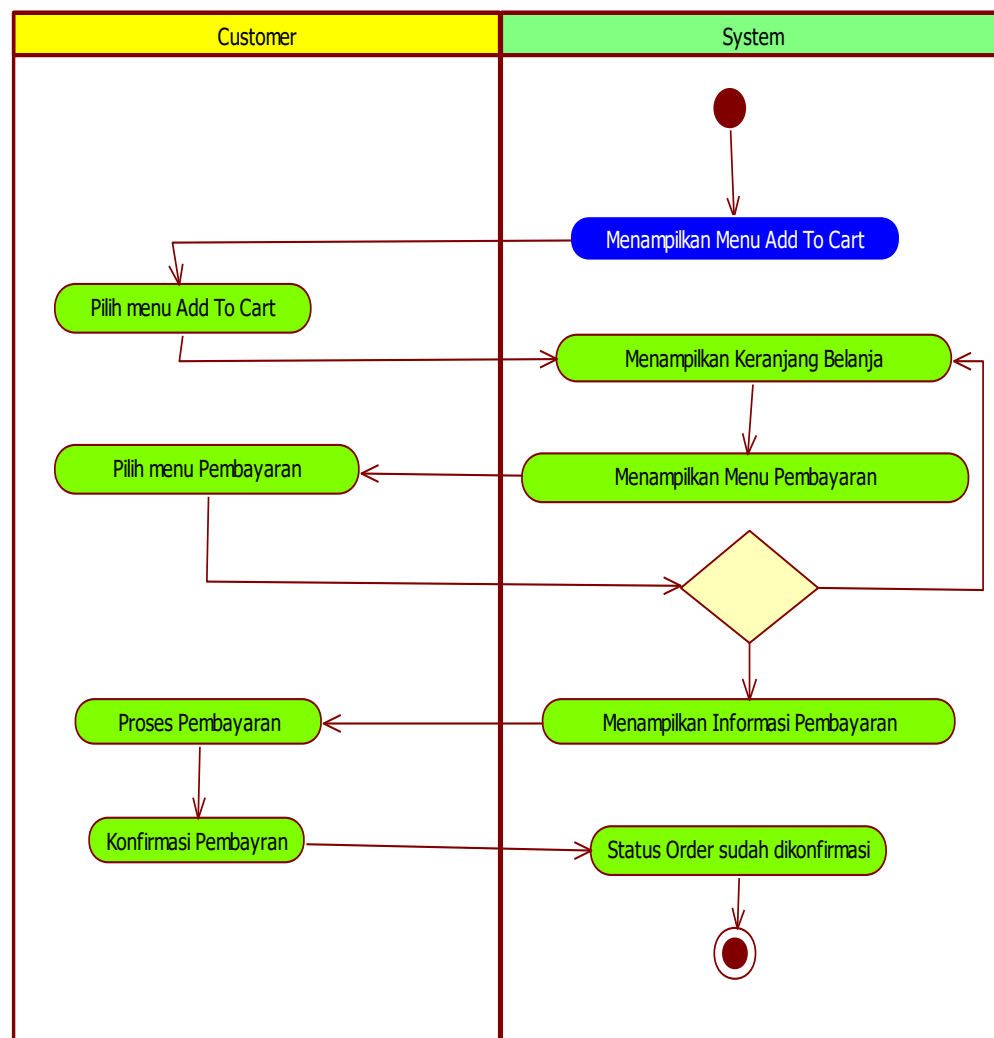 Customer
System
Menampilkan Menu Add To Cart
Pilih menu Add To Cart
Menampilkan Keranjang Belanja
Pilih menu Pembayaran
Menampilkan Menu Pembayaran
Proses Pembayaran
Menampilkan Informasi Pembayaran
Konfirmasi Pembayran
Status Order sudah dikonfirmasi